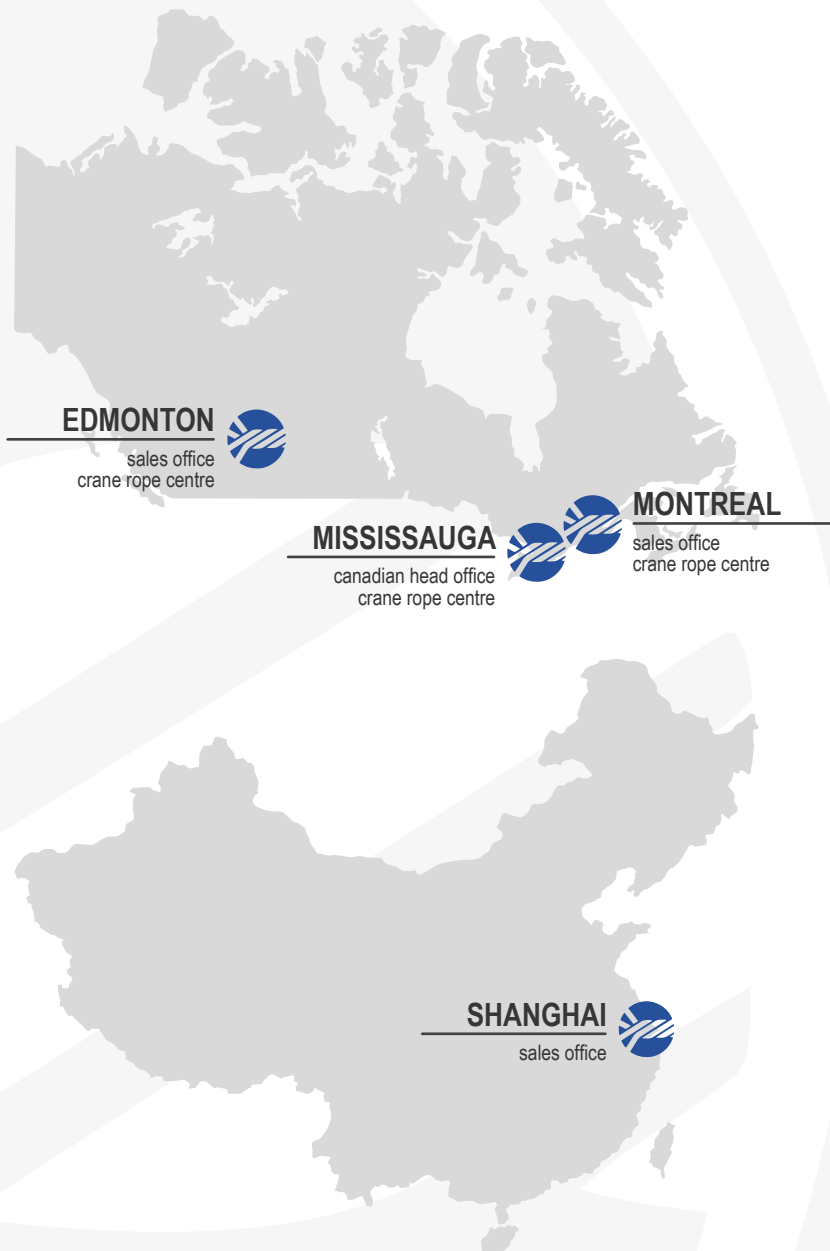 EDMONTON
sales office
crane rope centre
MONTREAL
sales office
crane rope centre
MISSISSAUGA
canadian head office
crane rope centre
SHANGHAI
sales office